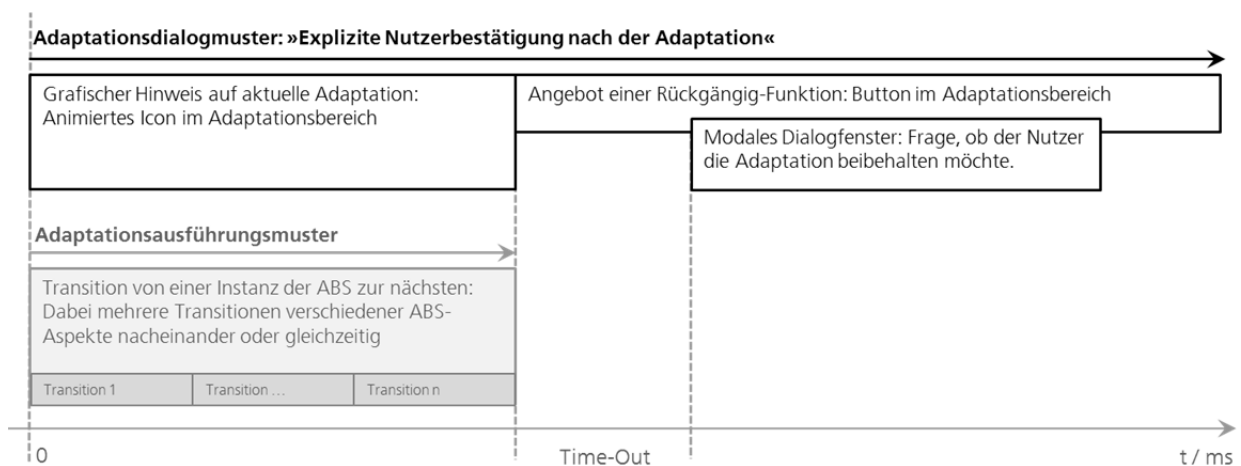 Adaptationsdialogmuster: »Explizite Nutzerbestätigung nach der Adaptation«
Grafischer Hinweis auf aktuelle Adaptation:
Animiertes Icon im Adaptationsbereich
Angebot einer Rückgängig-Funktion: Button im Adaptationsbereich
Modales Dialogfenster: Frage, ob der Nutzer
die Adaptation beibehalten möchte.
Adaptationsausführungsmuster
Transition von einer Instanz der ABS zur nächsten:
Dabei mehrere Transitionen verschiedener ABS-
Aspekte nacheinander oder gleichzeitig
Transition 1
Transition ...
Transition n
0
Time-Out
t / ms